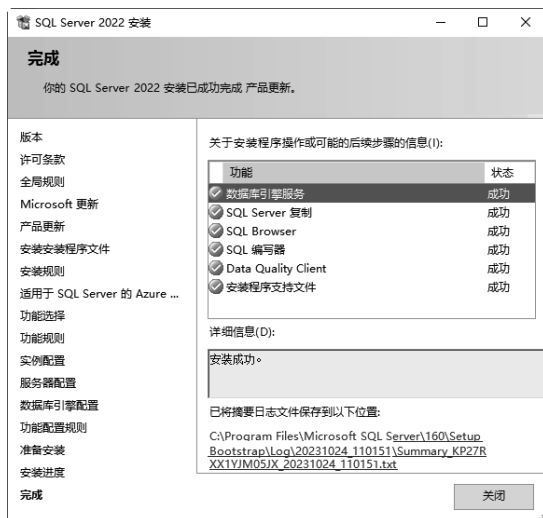 SQL Server 2022 安装
完成
你的 SQL Server 2022 安装已成功完成 产品更新。
版本
许可条款
全局规则
Microsoft 更新
产品更新
安装安装程序文件
安装规则
适用于 SQL Server 的 Azure ...
功能选择
功能规则
实例配置
服务器配置
数据库引擎配置
功能配置规则
准备安装
安装进度
完成
关于安装程序操作或可能的后续步骤的信息(I):
功能 状态
数据库引擎服务 成功
SQL Server 复制 成功
SQL Browser 成功
SQL 编写器 成功
Data Quality Client 成功
安装程序支持文件 成功
详细信息(D):
安装成功。
已将摘要日志文件保存到以下位置:
C:\Program Files\Microsoft SQL Server\160\Setup
Bootstrap\Log\20231024_110151\Summary_KP27R
XX1YJM05JX_20231024_110151.txt
关闭